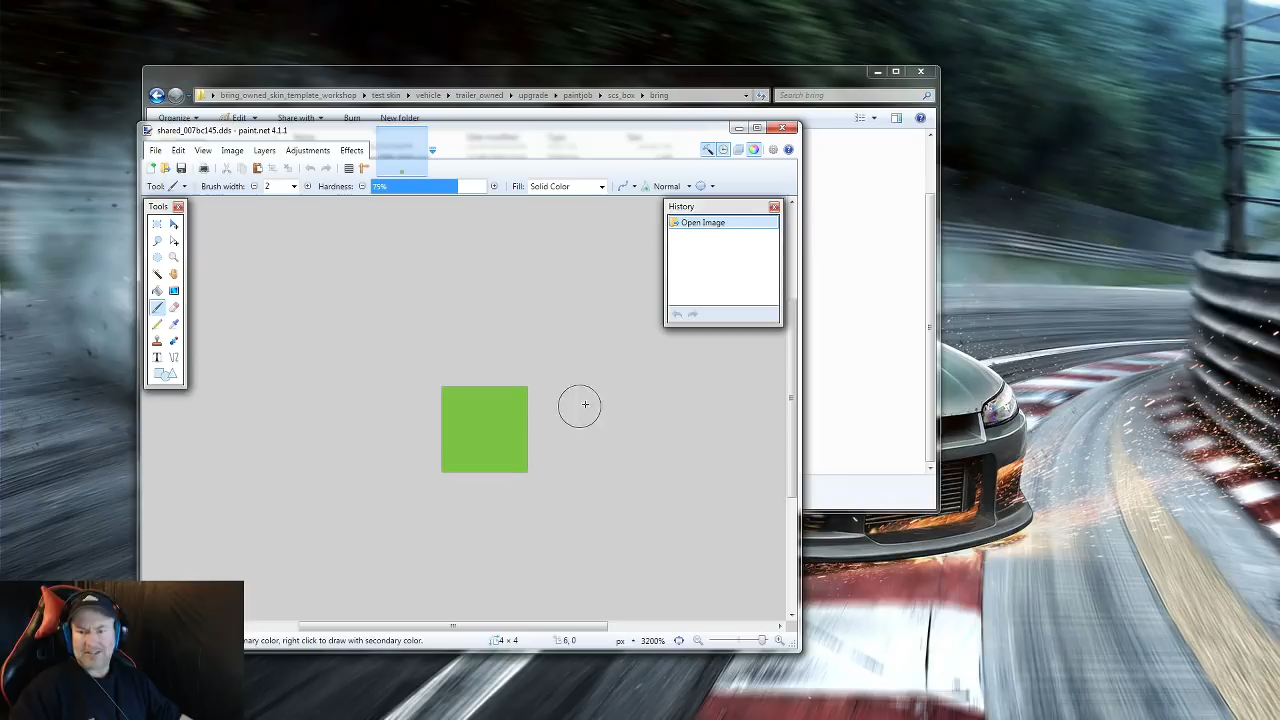 bring_owned_skin_template_workshop ▸ test skin ▸ vehicle ▸ trailer_owned ▸ upgrade ▸ paintjob ▸ scs_box ▸ bring
Search bring
Organize Edit Share with Burn New folder
shared_007bc145.dds - paint.net 4.1.1
File Edit View Image Layers Adjustments Effects
Tool: Brush width: 2 Hardness: 75% Fill: Solid Color Normal
Tools
History
Open Image
mary color, right click to draw with secondary color.
4 × 4
6, 0
px
3200%